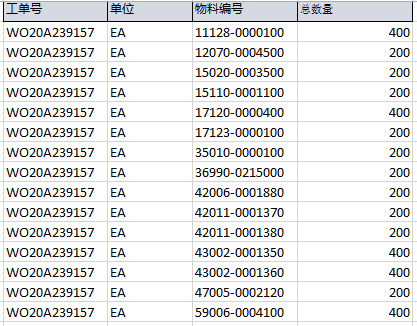 工单号 单位 物料编号 总数量
WO20A239157 EA 11128-0000100 400
WO20A239157 EA 12070-0004500 200
WO20A239157 EA 15020-0003500 200
WO20A239157 EA 15110-0001100 200
WO20A239157 EA 17120-0000400 400
WO20A239157 EA 17123-0000100 200
WO20A239157 EA 35010-0000100 200
WO20A239157 EA 36990-0215000 200
WO20A239157 EA 42006-0001880 200
WO20A239157 EA 42011-0001370 200
WO20A239157 EA 42011-0001380 200
WO20A239157 EA 43002-0001350 400
WO20A239157 EA 43002-0001360 400
WO20A239157 EA 47005-0002120 200
WO20A239157 EA 59006-0004100 400